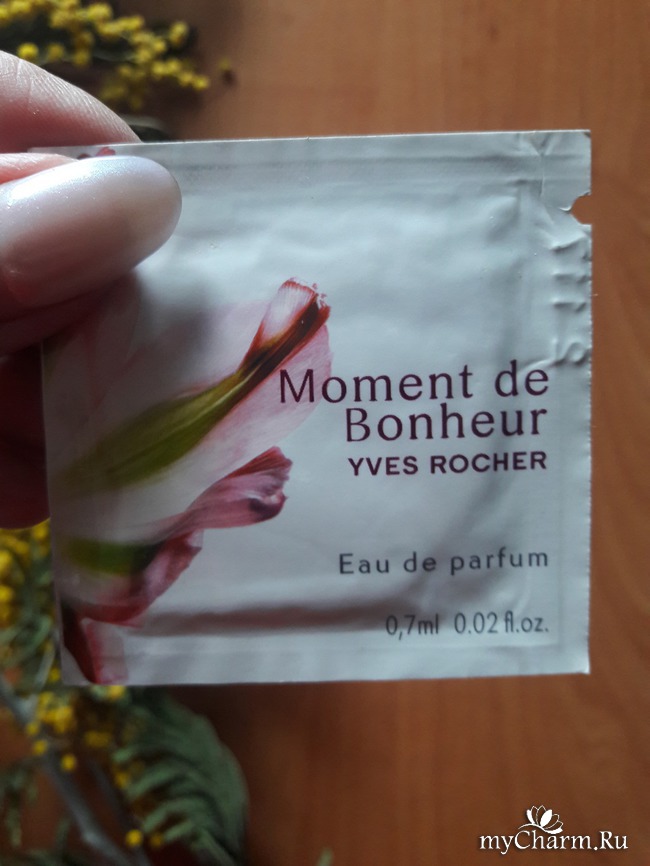 Moment de
Bonheur
YVES ROCHER
Eau de parfum
0,7ml 0.02 fl.oz.
myCharm.Ru